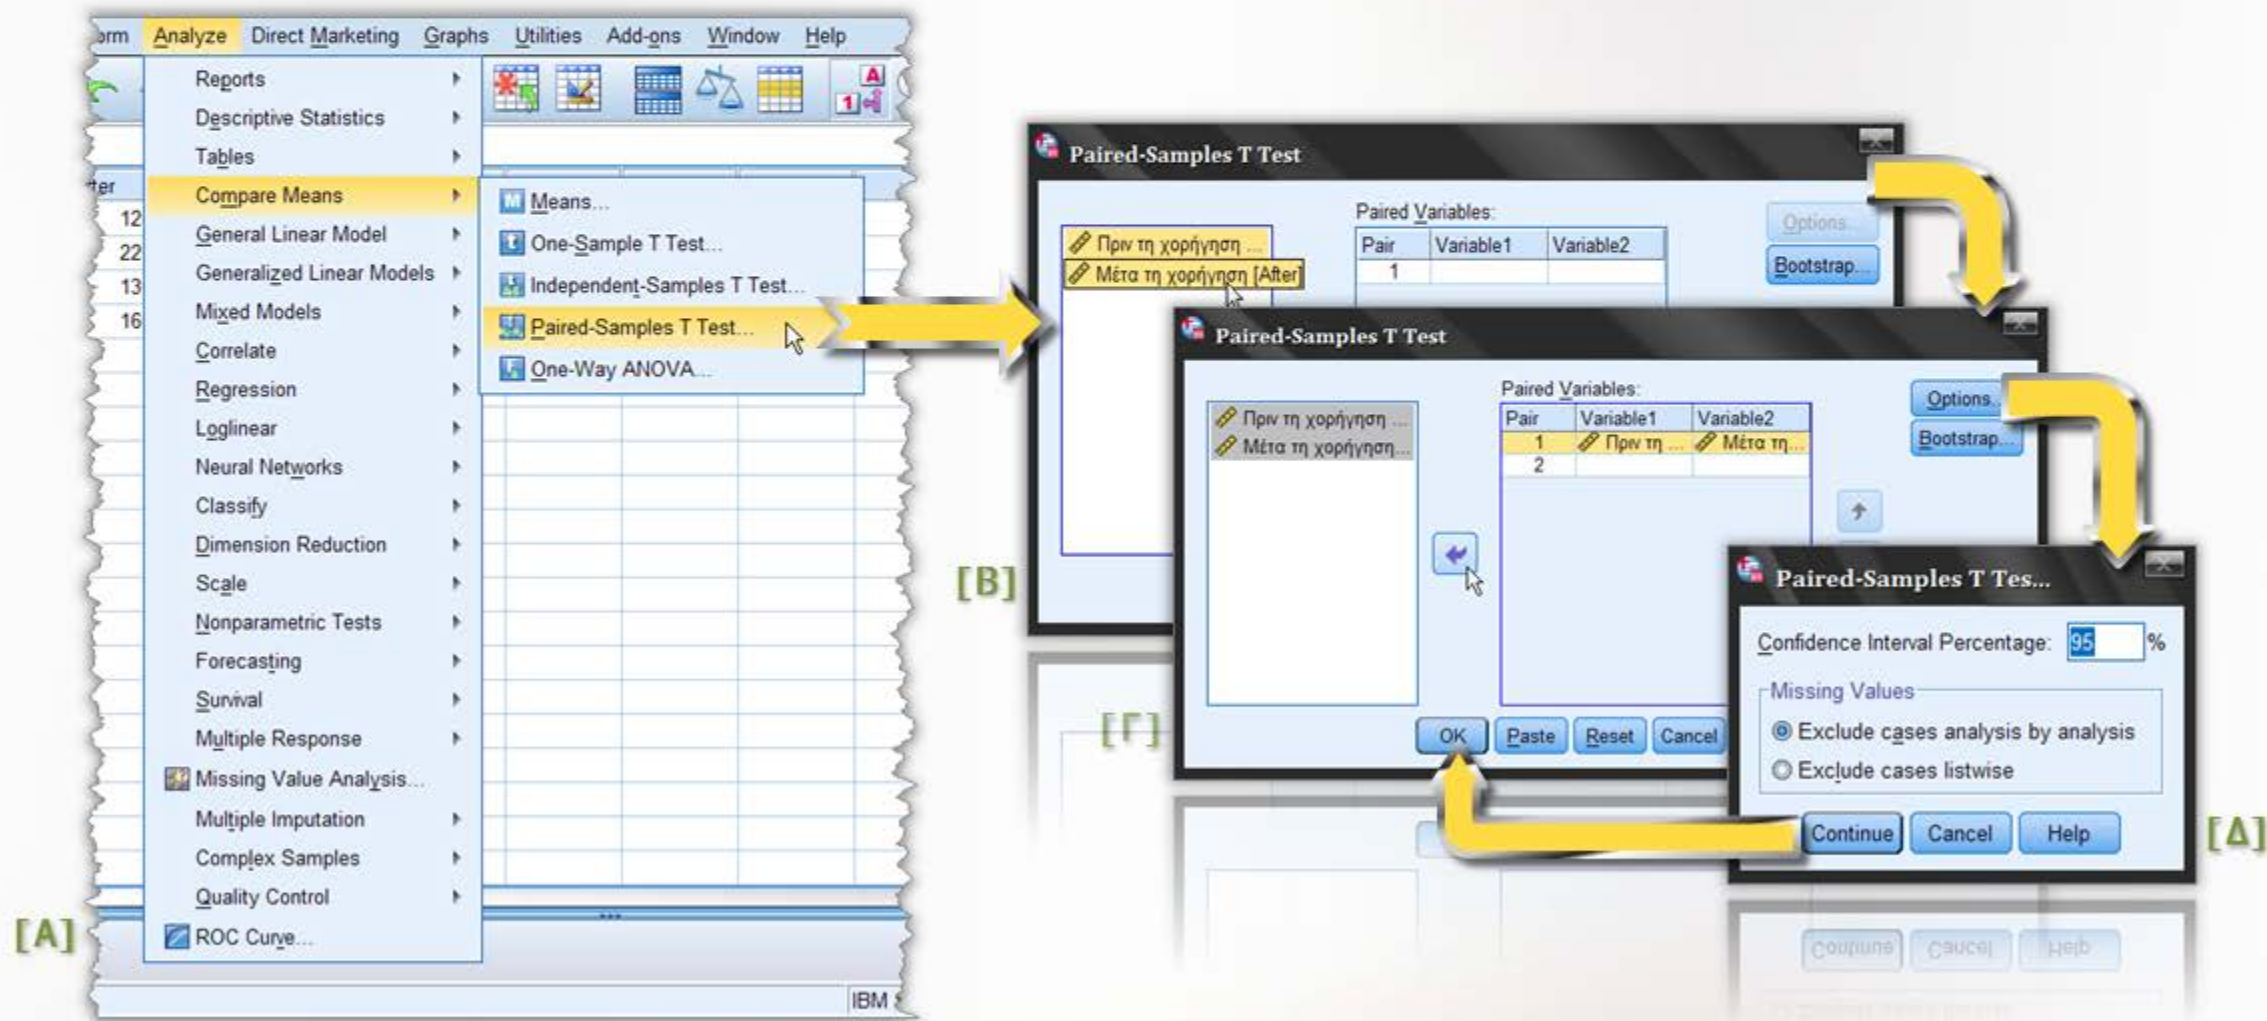 Analyze Direct Marketing Graphs Utilities Add-ons Window Help
Reports
Descriptive Statistics
Tables
Compare Means
General Linear Model
Generalized Linear Models
Mixed Models
Correlate
Regression
Loglinear
Neural Networks
Classify
Dimension Reduction
Scale
Nonparametric Tests
Forecasting
Survival
Multiple Response
Missing Value Analysis...
Multiple Imputation
Complex Samples
Quality Control
ROC Curve...
12
22
13
16
Means...
One-Sample T Test...
Independent-Samples T Test...
Paired-Samples T Test...
One-Way ANOVA...
IBM
[A]
Paired-Samples T Test
Πριν τη χορήγηση ...
Μέτα τη χορήγηση [After]
Paired Variables:
Pair Variable1 Variable2
1
Options...
Bootstrap...
[B]
Paired-Samples T Test
Πριν τη χορήγηση ...
Μέτα τη χορήγηση...
Paired Variables:
Pair Variable1 Variable2
1 Πριν τη ... Μέτα τη...
2
Options...
Bootstrap...
OK Paste Reset Cancel
[Γ]
Paired-Samples T Tes...
Confidence Interval Percentage: 95 %
Missing Values
Exclude cases analysis by analysis
Exclude cases listwise
Continue Cancel Help
[Δ]